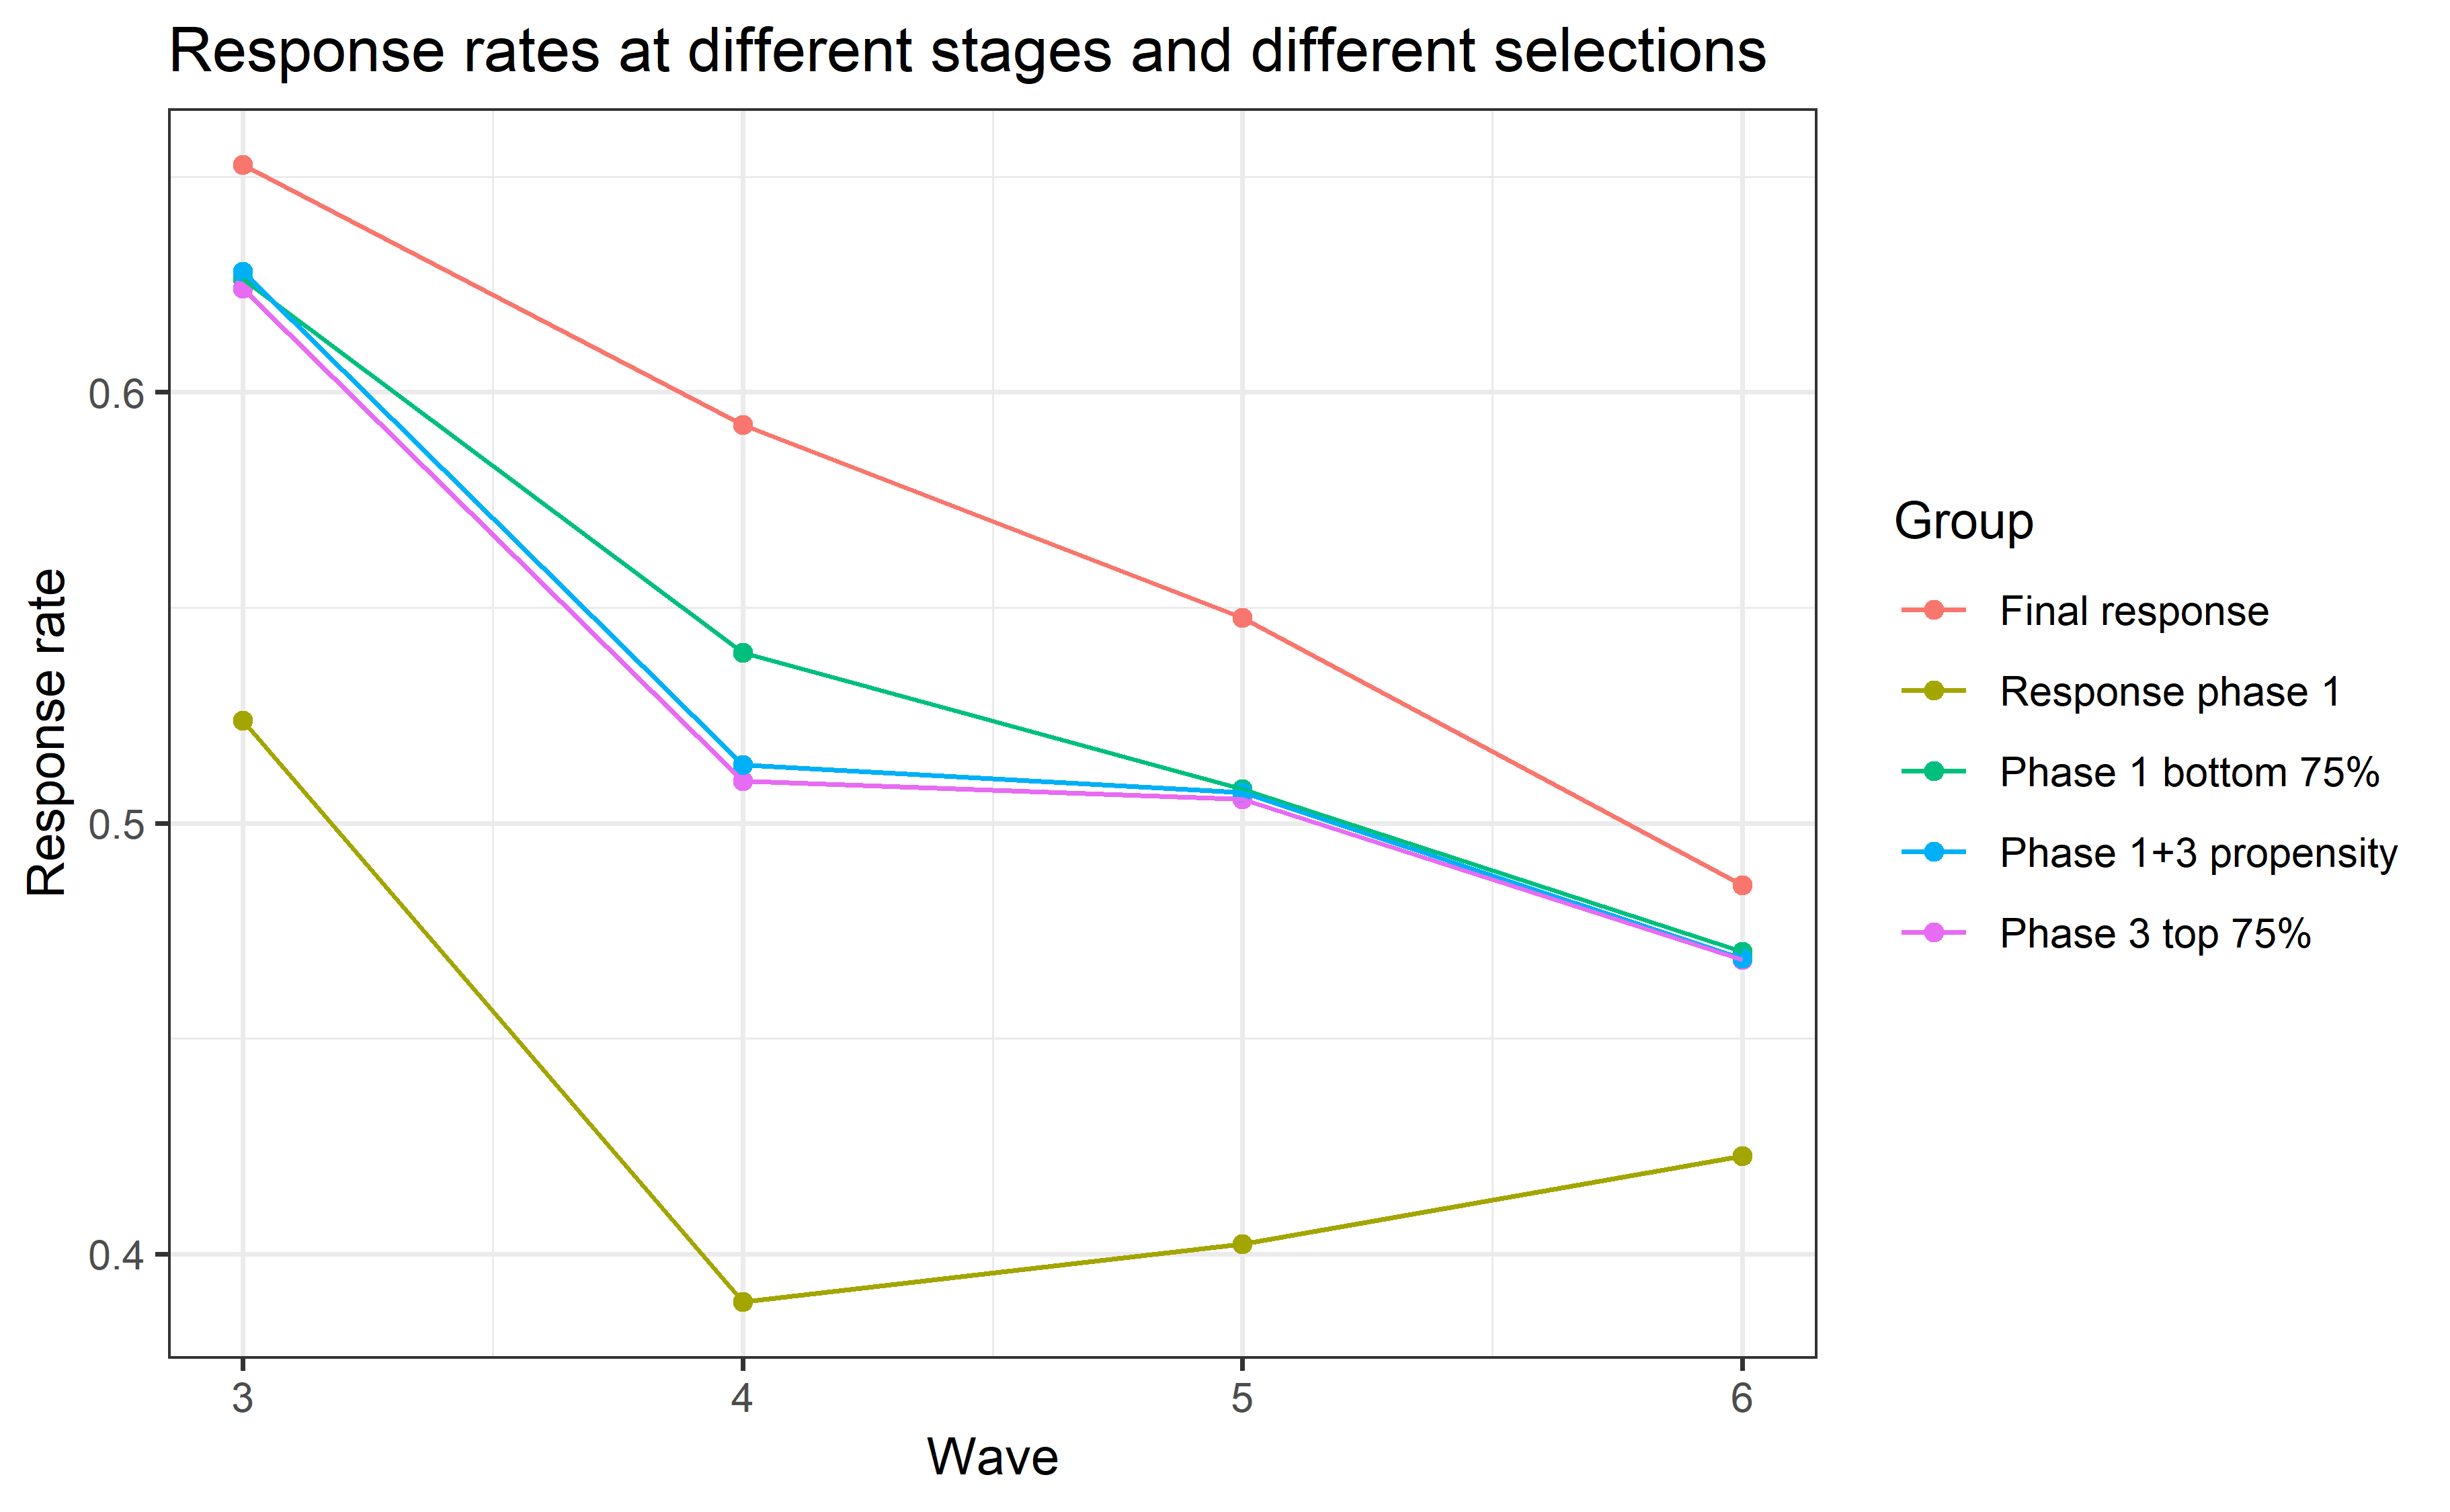 Response rates at different stages and different selections
Response rate
0.6
0.5
0.4
3 4 5 6
Wave
Group
Final response
Response phase 1
Phase 1 bottom 75%
Phase 1+3 propensity
Phase 3 top 75%